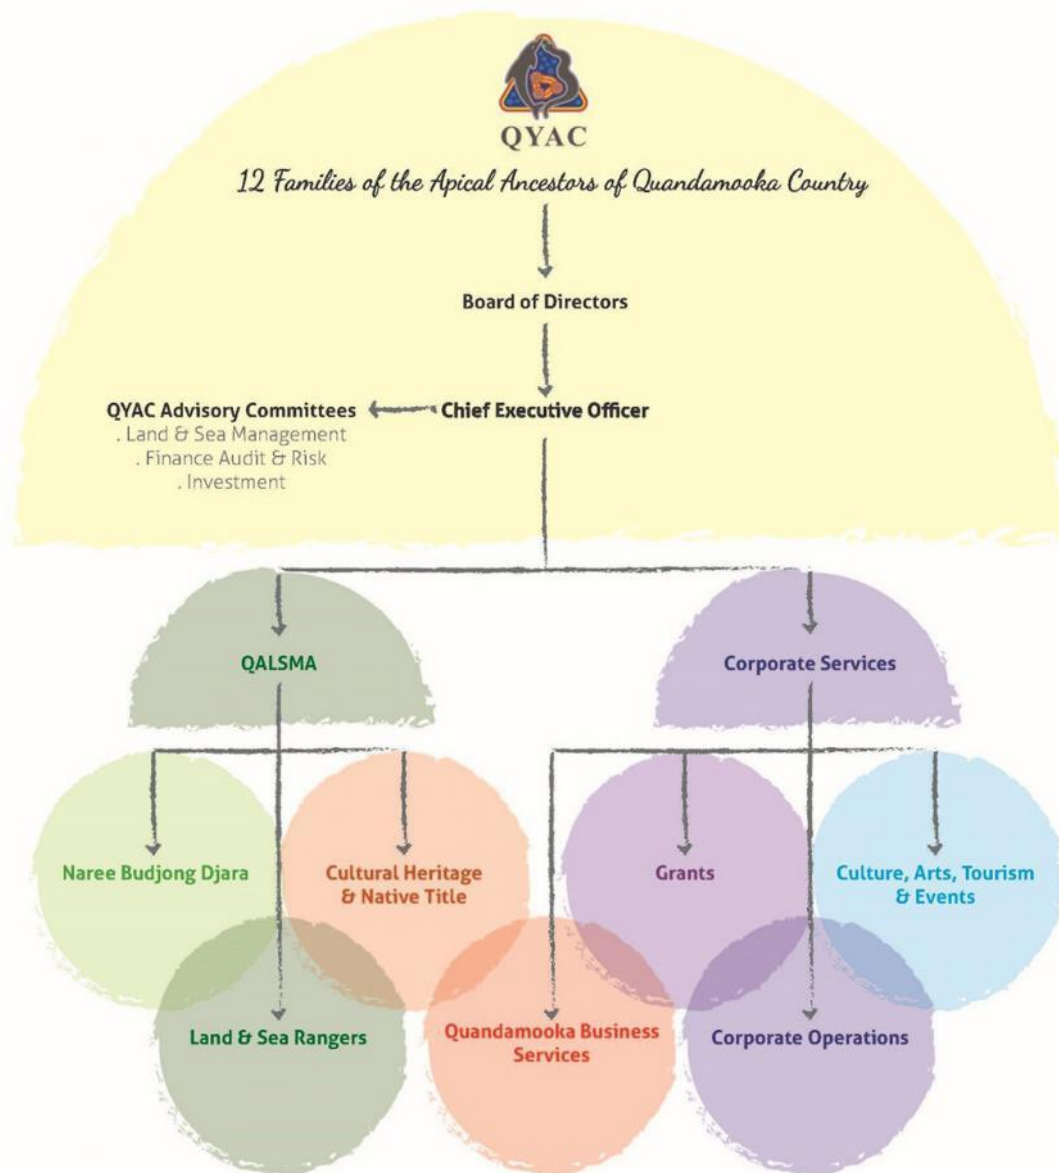 QYAC
12 Families of the Apical Ancestors of Quandamooka Country
Board of Directors
QYAC Advisory Committees
. Land & Sea Management
. Finance Audit & Risk
. Investment
Chief Executive Officer
QALSMA
Corporate Services
Naree Budjong Djara
Cultural Heritage
& Native Title
Grants
Culture, Arts, Tourism
& Events
Land & Sea Rangers
Quandamooka Business
Services
Corporate Operations